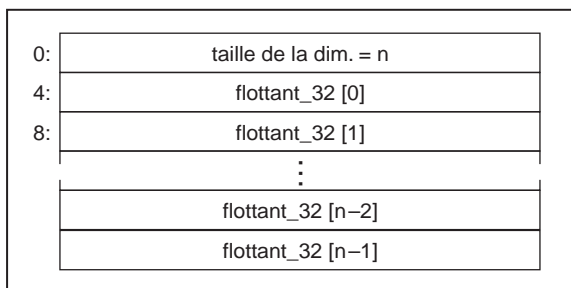 0: taille de la dim. = n
4: flottant_32 [0]
8: flottant_32 [1]
⋮
flottant_32 [n−2]
flottant_32 [n−1]